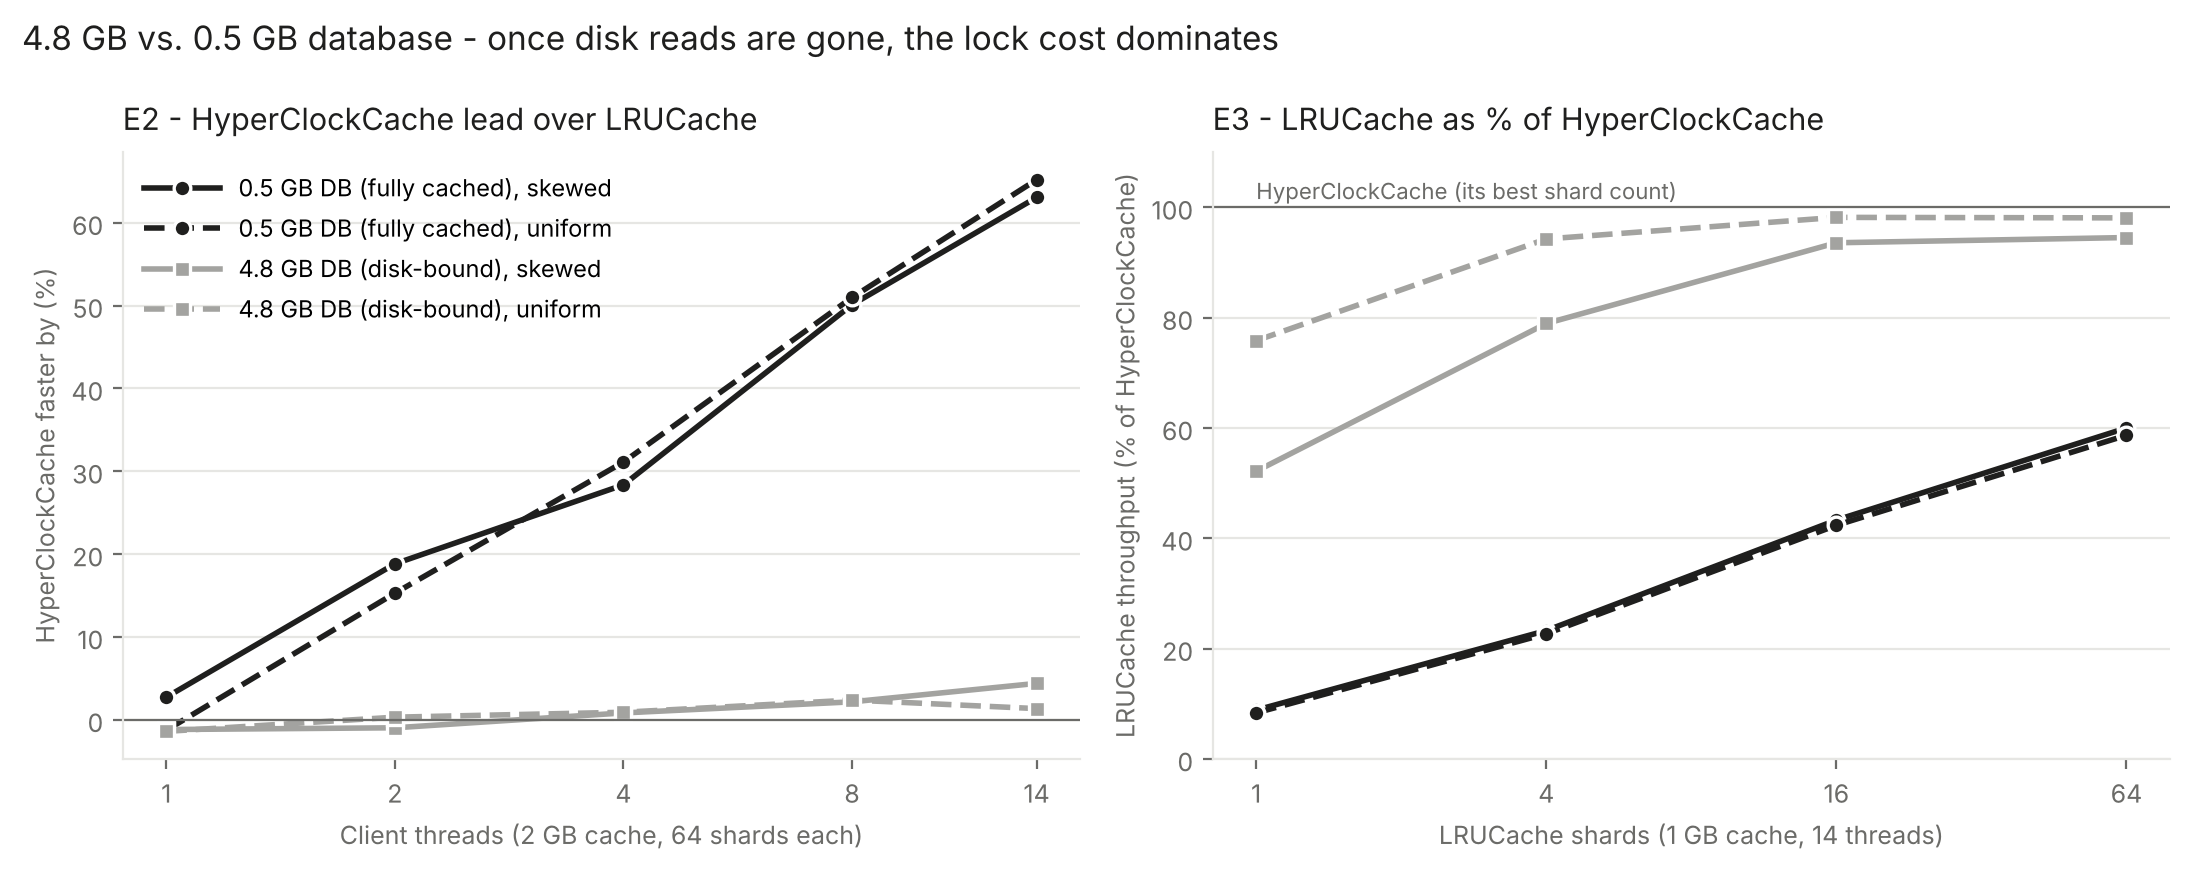 4.8 GB vs. 0.5 GB database - once disk reads are gone, the lock cost dominates
E2 - HyperClockCache lead over LRUCache
0.5 GB DB (fully cached), skewed
0.5 GB DB (fully cached), uniform
4.8 GB DB (disk-bound), skewed
4.8 GB DB (disk-bound), uniform
HyperClockCache faster by (%)
60
50
40
30
20
10
0
1 2 4 8 14
Client threads (2 GB cache, 64 shards each)
E3 - LRUCache as % of HyperClockCache
HyperClockCache (its best shard count)
LRUCache throughput (% of HyperClockCache)
100
80
60
40
20
0
1 4 16 64
LRUCache shards (1 GB cache, 14 threads)